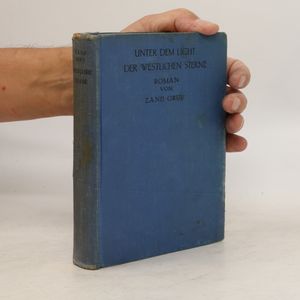 UNTER DEM LICHT
DER WESTLICHEN STERNE
ROMAN
VON
ZANE GREY